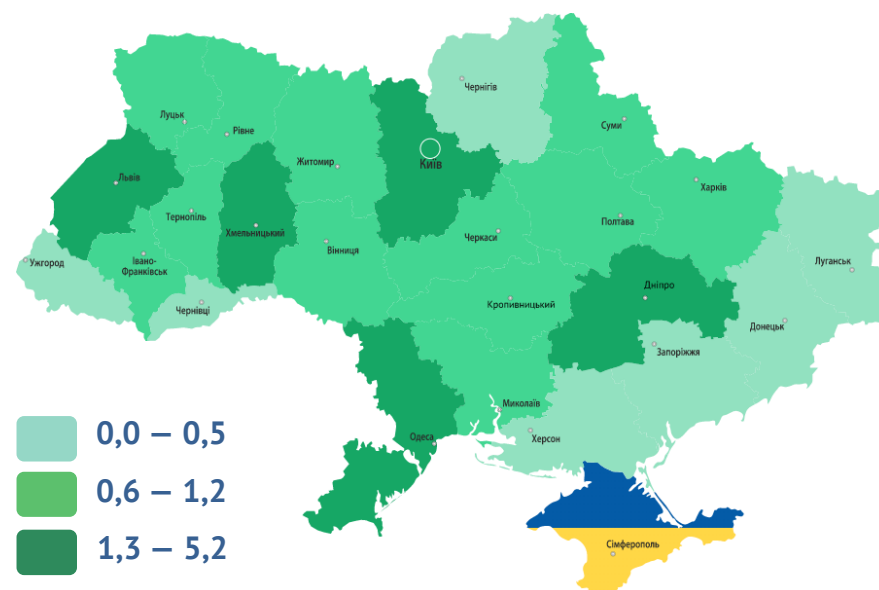 Чернігів
Луцьк
Суми
Рівне
Київ
Житомир
Львів
Харків
Тернопіль
Полтава
Хмельницький
Черкаси
Вінниця
Ужгород
Івано-
Франківськ
Луганськ
Дніпро
Кропивницький
Чернівці
Донецьк
Запоріжжя
Миколаїв
Одеса
Херсон
0,0 — 0,5
0,6 — 1,2
1,3 — 5,2
Сімферополь